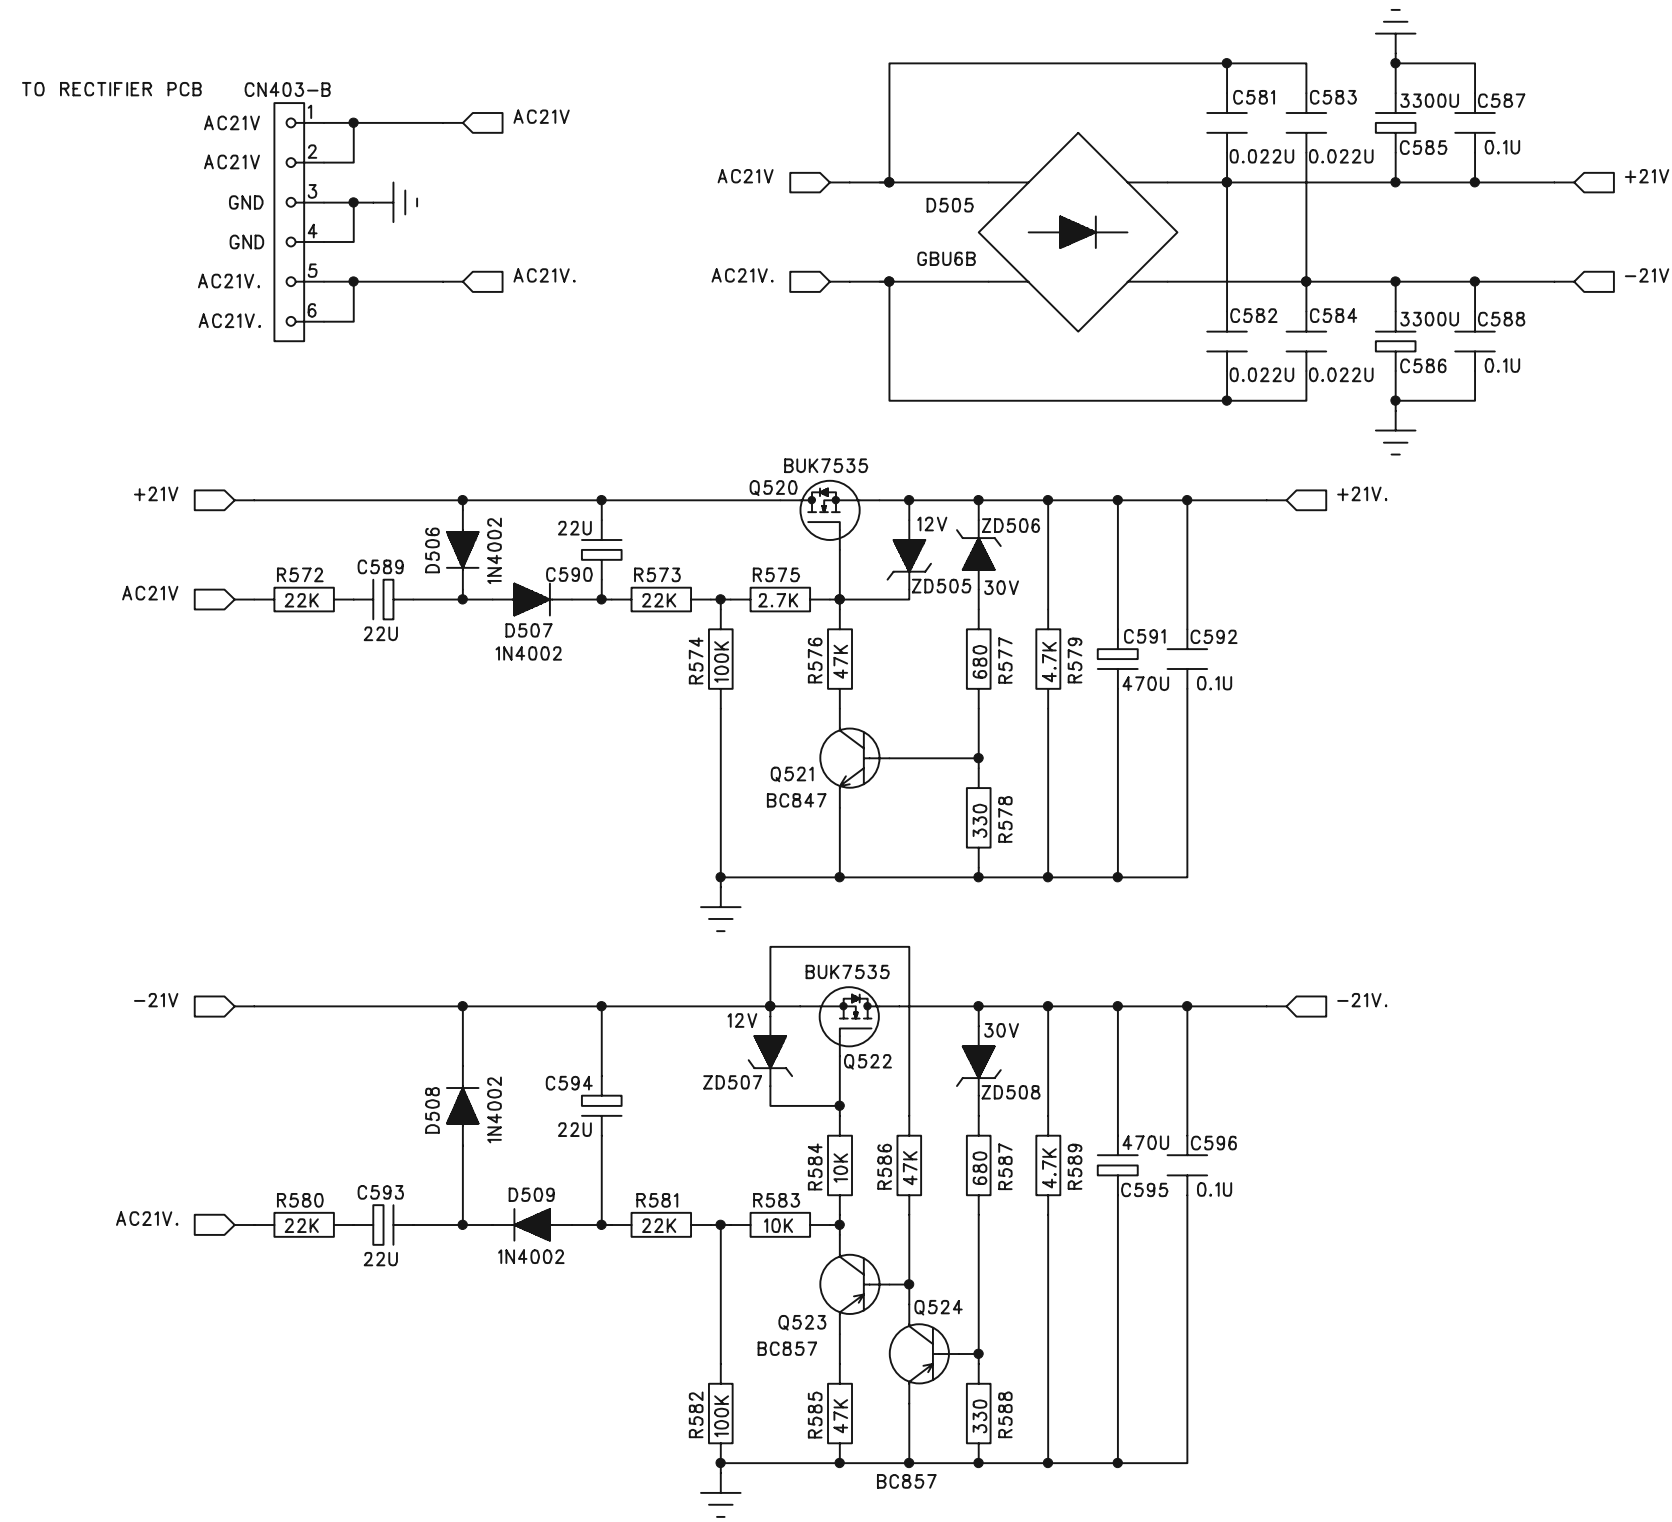 TO RECTIFIER PCB CN403-B
AC21V 1 AC21V
AC21V 2
GND 3
GND 4
AC21V. 5 AC21V.
AC21V. 6
C581 C583 3300U C587
0.022U 0.022U C585 0.1U
AC21V +21V
D505
GBU6B
AC21V. -21V
C582 C584 3300U C588
0.022U 0.022U C586 0.1U
BUK7535
+21V Q520 +21V.
D506 1N4002 22U 12V ZD506
AC21V R572 C589 C590 R573 R575 ZD505 30V
22K 22U 22K 2.7K
D507
1N4002
R574 100K R576 47K 680 R577 4.7K R579 C591 C592
470U 0.1U
Q521
BC847
330 R578
BUK7535
-21V -21V.
12V 30V
Q522
ZD507 ZD508
D508 1N4002 C594
22U
R584 10K R586 47K 680 R587 4.7K R589 470U C596
C595 0.1U
AC21V. R580 C593 D509 R581 R583
22K 22U 1N4002 22K 10K
Q524
Q523
BC857
R582 100K R585 47K 330 R588
BC857